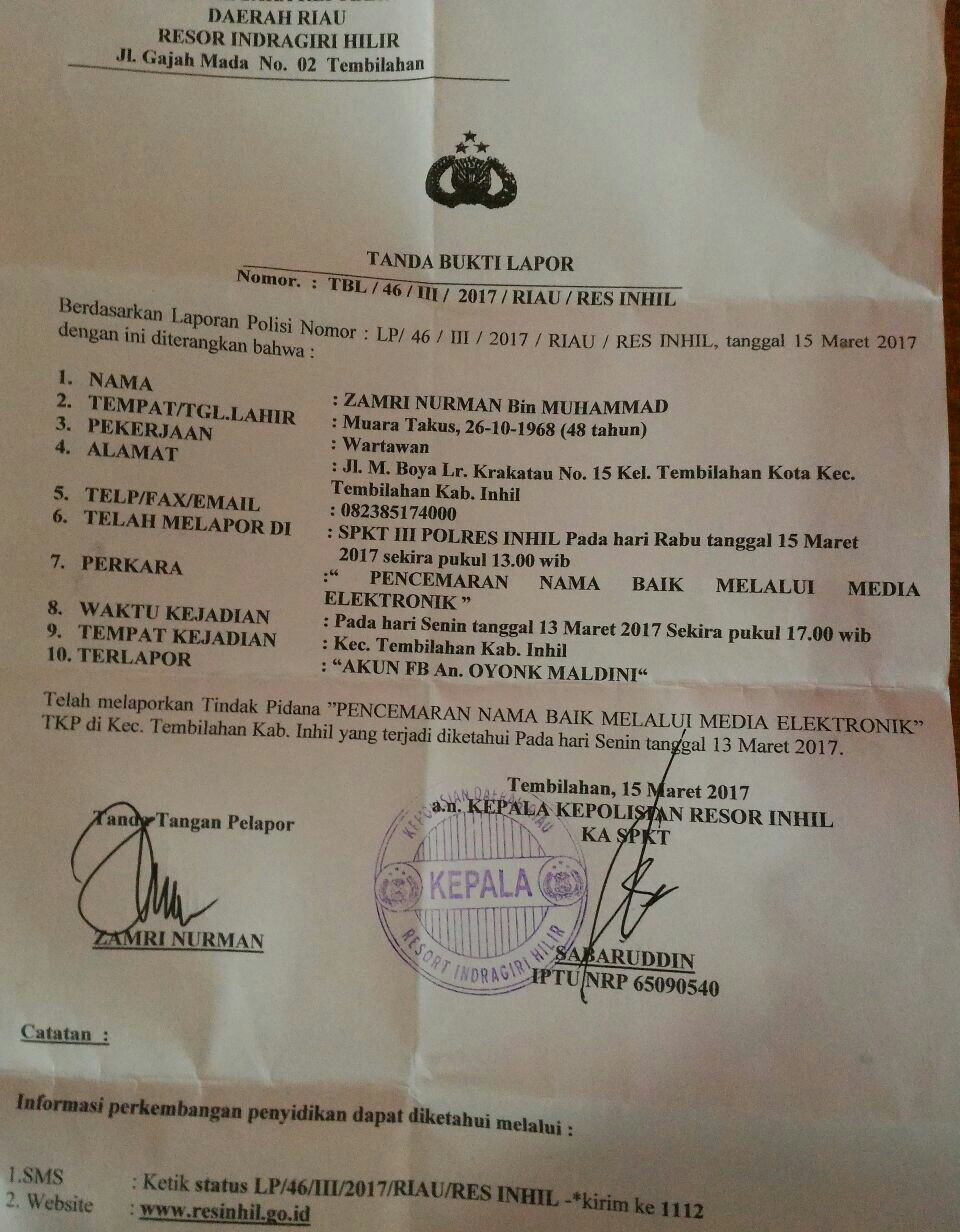 DAERAH RIAU
RESOR INDRAGIRI HILIR
Jl. Gajah Mada No. 02 Tembilahan
TANDA BUKTI LAPOR
Nomor. : TBL / 46 / III / 2017 / RIAU / RES INHIL
Berdasarkan Laporan Polisi Nomor : LP/ 46 / III / 2017 / RIAU / RES INHIL, tanggal 15 Maret 2017
dengan ini diterangkan bahwa :
1. NAMA : ZAMRI NURMAN Bin MUHAMMAD
2. TEMPAT/TGL.LAHIR : Muara Takus, 26-10-1968 (48 tahun)
3. PEKERJAAN : Wartawan
4. ALAMAT : Jl. M. Boya Lr. Krakatau No. 15 Kel. Tembilahan Kota Kec.
Tembilahan Kab. Inhil
5. TELP/FAX/EMAIL : 082385174000
6. TELAH MELAPOR DI : SPKT III POLRES INHIL Pada hari Rabu tanggal 15 Maret
2017 sekira pukul 13.00 wib
7. PERKARA :“ PENCEMARAN NAMA BAIK MELALUI MEDIA
ELEKTRONIK ”
8. WAKTU KEJADIAN : Pada hari Senin tanggal 13 Maret 2017 Sekira pukul 17.00 wib
9. TEMPAT KEJADIAN : Kec. Tembilahan Kab. Inhil
10. TERLAPOR : “AKUN FB An. OYONK MALDINI“
Telah melaporkan Tindak Pidana ”PENCEMARAN NAMA BAIK MELALUI MEDIA ELEKTRONIK”
TKP di Kec. Tembilahan Kab. Inhil yang terjadi diketahui Pada hari Senin tanggal 13 Maret 2017.
Tembilahan, 15 Maret 2017
a.n. KEPALA KEPOLISIAN RESOR INHIL
KA SPKT
Tanda Tangan Pelapor
KEPOLISIAN DAERAH RIAU
KEPALA
RESORT INDRAGIRI HILIR
ZAMRI NURMAN
SABARUDDIN
IPTU NRP 65090540
Catatan :
Informasi perkembangan penyidikan dapat diketahui melalui :
1.SMS : Ketik status LP/46/III/2017/RIAU/RES INHIL -*kirim ke 1112
2. Website : www.resinhil.go.id